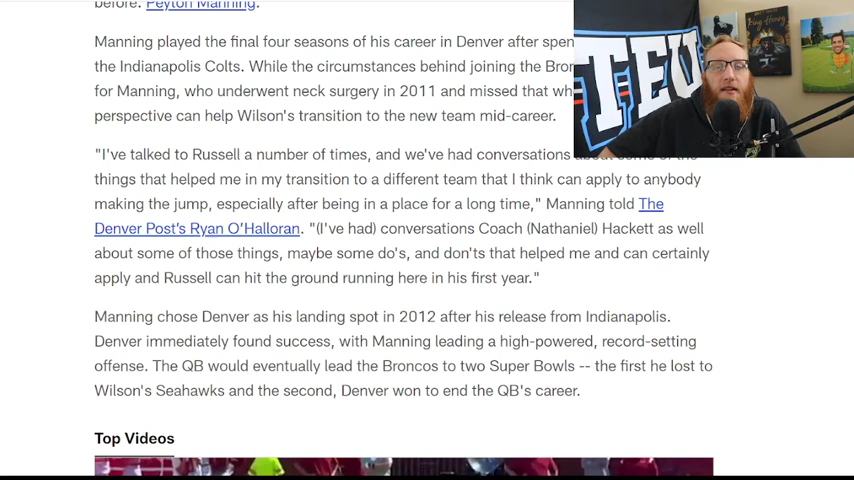 before: Peyton Manning.
Manning played the final four seasons of his career in Denver after spen
the Indianapolis Colts. While the circumstances behind joining the Bron
for Manning, who underwent neck surgery in 2011 and missed that wh
perspective can help Wilson's transition to the new team mid-career.
"I've talked to Russell a number of times, and we've had conversations about some of the
things that helped me in my transition to a different team that I think can apply to anybody
making the jump, especially after being in a place for a long time," Manning told The
Denver Post's Ryan O'Halloran. "(I've had) conversations Coach (Nathaniel) Hackett as well
about some of those things, maybe some do's, and don'ts that helped me and can certainly
apply and Russell can hit the ground running here in his first year."
Manning chose Denver as his landing spot in 2012 after his release from Indianapolis.
Denver immediately found success, with Manning leading a high-powered, record-setting
offense. The QB would eventually lead the Broncos to two Super Bowls -- the first he lost to
Wilson's Seahawks and the second, Denver won to end the QB's career.
Top Videos
TEU
King Henry